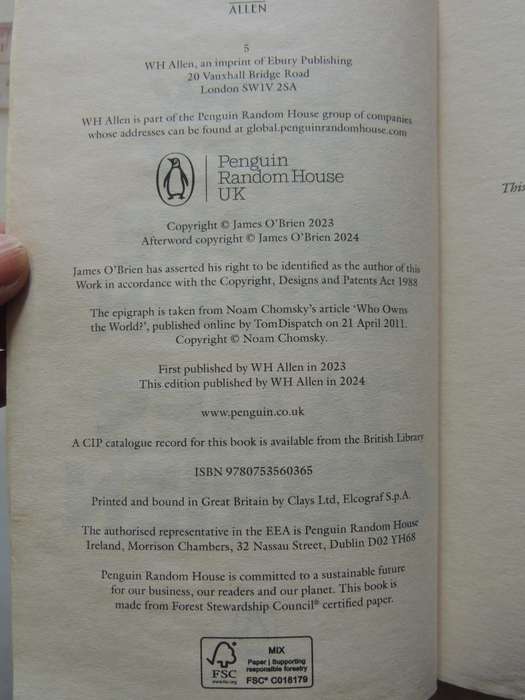 ALLEN
5
WH Allen, an imprint of Ebury Publishing
20 Vauxhall Bridge Road
London SW1V 2SA
WH Allen is part of the Penguin Random House group of companies
whose addresses can be found at global.penguinrandomhouse.com
Penguin
Random House
UK
Copyright © James O'Brien 2023
Afterword copyright © James O'Brien 2024
James O'Brien has asserted his right to be identified as the author of this
Work in accordance with the Copyright, Designs and Patents Act 1988
The epigraph is taken from Noam Chomsky's article 'Who Owns
the World?', published online by TomDispatch on 21 April 2011.
Copyright © Noam Chomsky.
First published by WH Allen in 2023
This edition published by WH Allen in 2024
www.penguin.co.uk
A CIP catalogue record for this book is available from the British Library
ISBN 9780753560365
Printed and bound in Great Britain by Clays Ltd, Elcograf S.p.A.
The authorised representative in the EEA is Penguin Random House
Ireland, Morrison Chambers, 32 Nassau Street, Dublin D02 YH68
Penguin Random House is committed to a sustainable future
for our business, our readers and our planet. This book is
made from Forest Stewardship Council® certified paper.
FSC
www.fsc.org
MIX
Paper | Supporting
responsible forestry
FSC® C018179
This